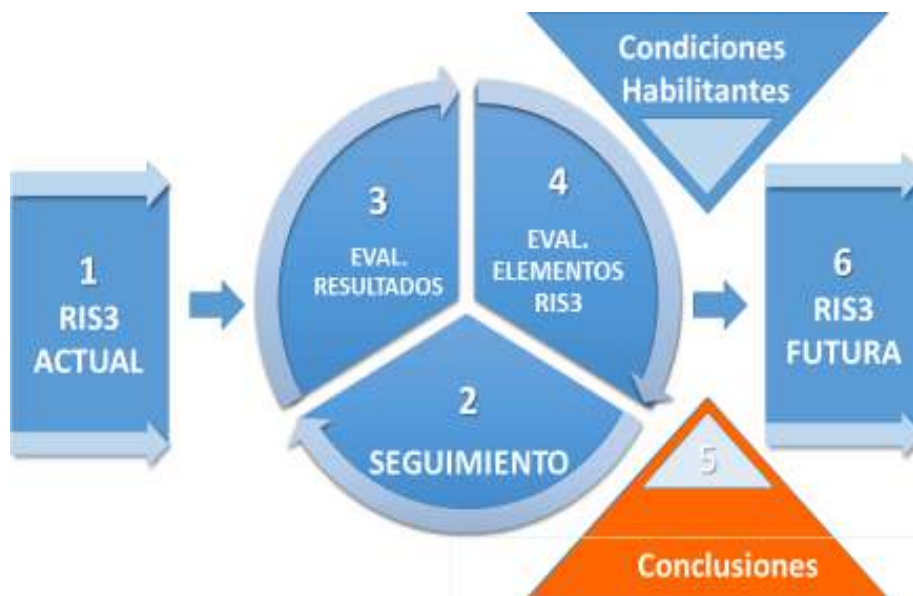 1
RIS3
ACTUAL
2
SEGUIMIENTO
3
EVAL.
RESULTADOS
4
EVAL.
ELEMENTOS
RIS3
Condiciones
Habilitantes
5
Conclusiones
6
RIS3
FUTURA